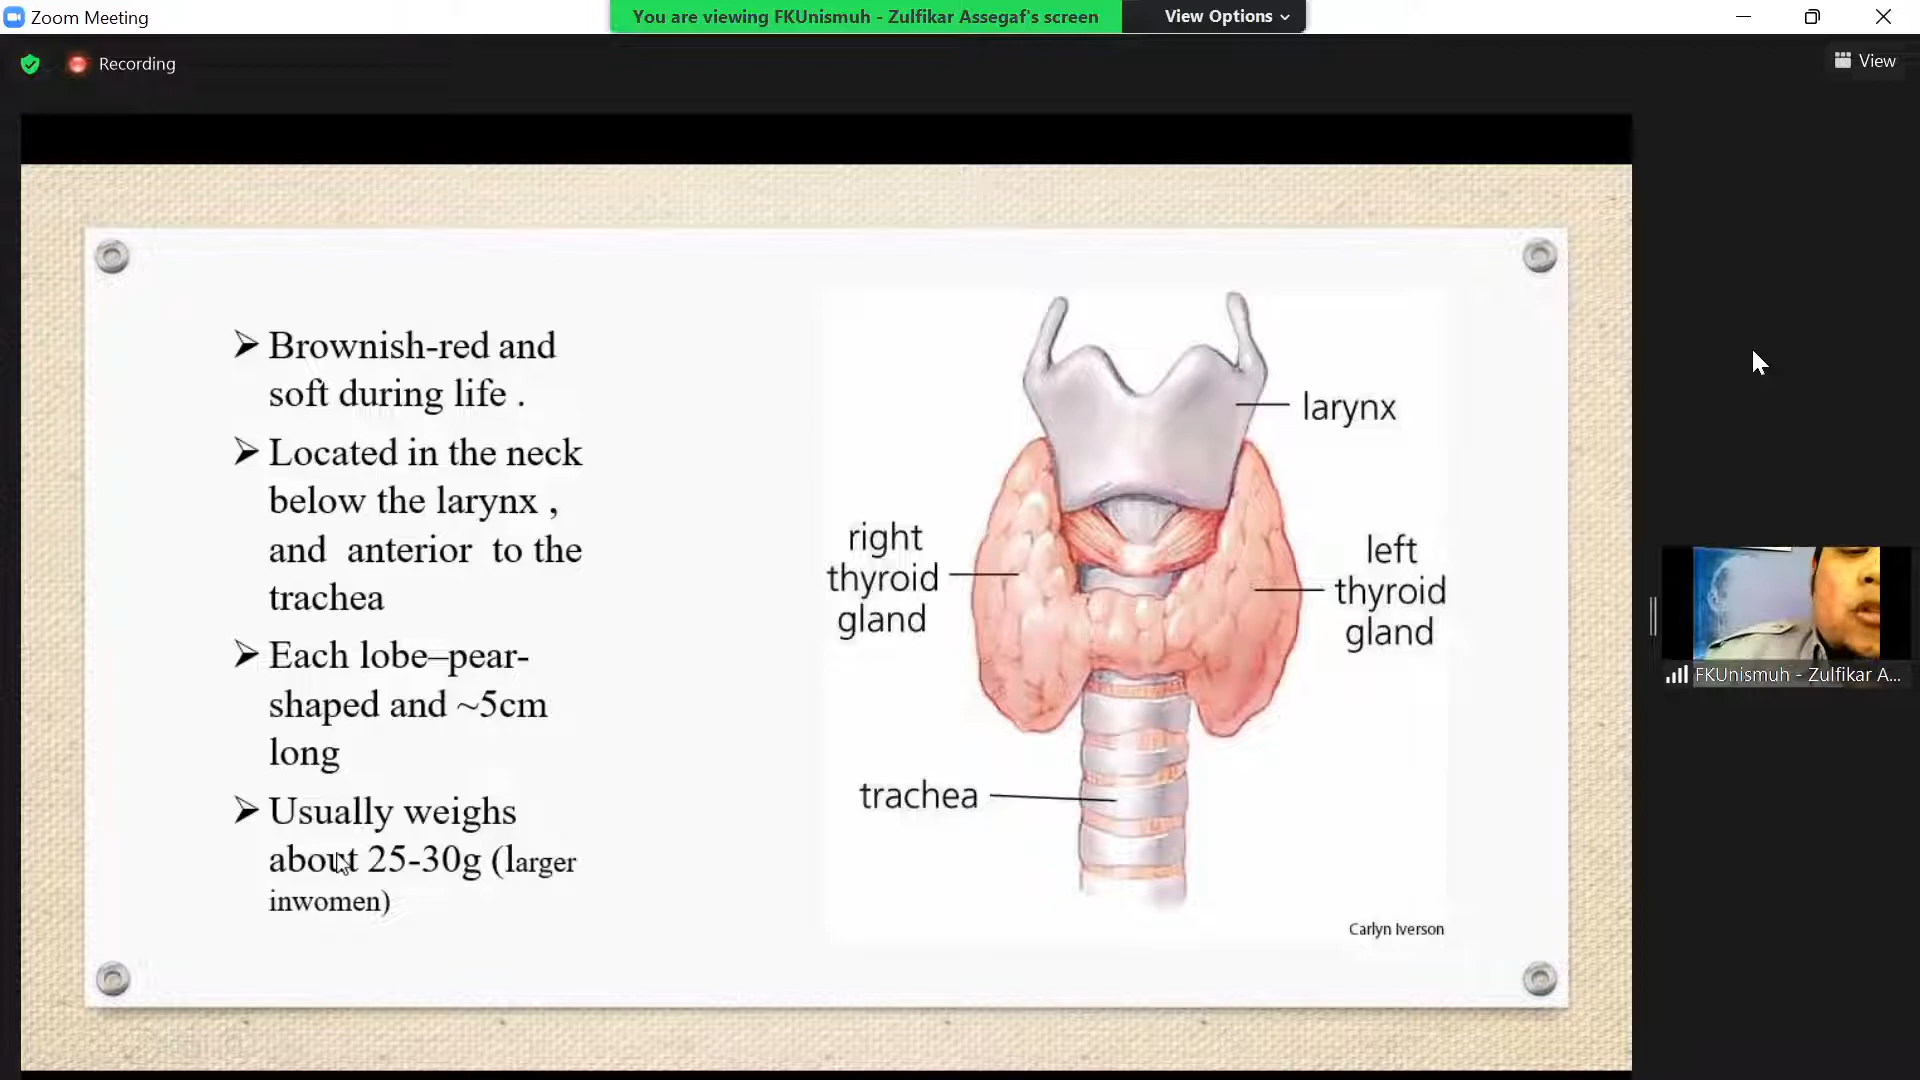 Zoom Meeting
You are viewing FKUnismuh - Zulfikar Assegaf's screen
View Options
Recording
View
Brownish-red and
soft during life .
Located in the neck
below the larynx ,
and anterior to the
trachea
Each lobe–pear-
shaped and ~5cm
long
Usually weighs
about 25-30g (larger
inwomen)
larynx
right
thyroid
gland
left
thyroid
gland
trachea
Carlyn Iverson
FKUnismuh - Zulfikar A...